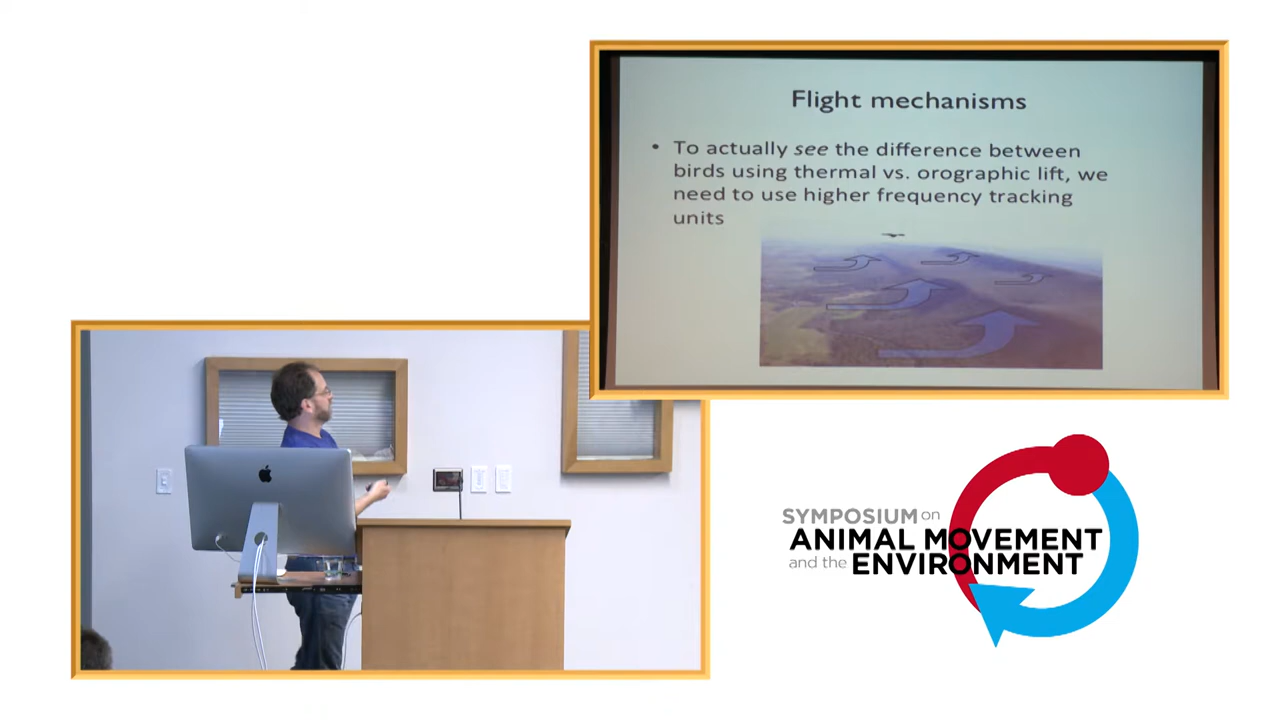 Flight mechanisms
• To actually see the difference between
birds using thermal vs. orographic lift, we
need to use higher frequency tracking
units
SYMPOSIUM on
ANIMAL MOVEMENT
and the ENVIRONMENT